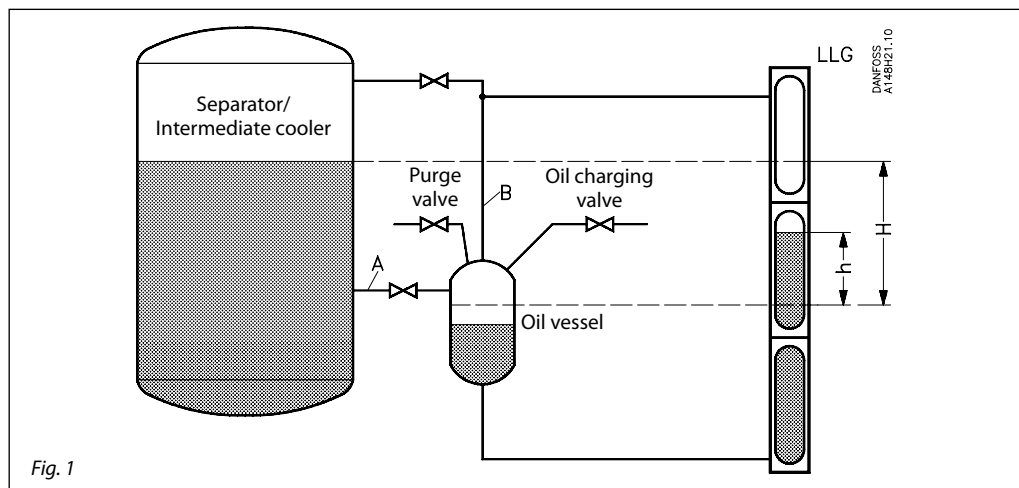 LLG
DANFOSS
A148H21.10
Separator/
Intermediate cooler
Purge
valve
Oil charging
valve
B
H
h
A
Oil vessel
Fig. 1